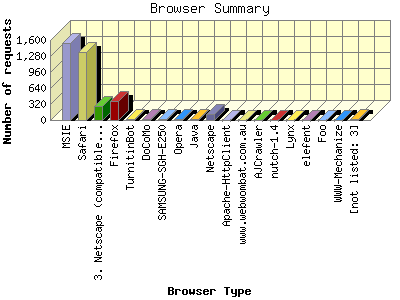 Browser Summary
Number of requests
1,600
1,280
960
640
320
0
MSIE
Safari
3. Netscape (compatible...
Firefox
TurnitinBot
DoCoMo
SAMSUNG-SGH-E250
Opera
Java
Netscape
Apache-HttpClient
www.webwombat.com.au
AJCrawler
nutch-1.4
Lynx
elefent
Foo
WWW-Mechanize
[not listed: 3]
Browser Type